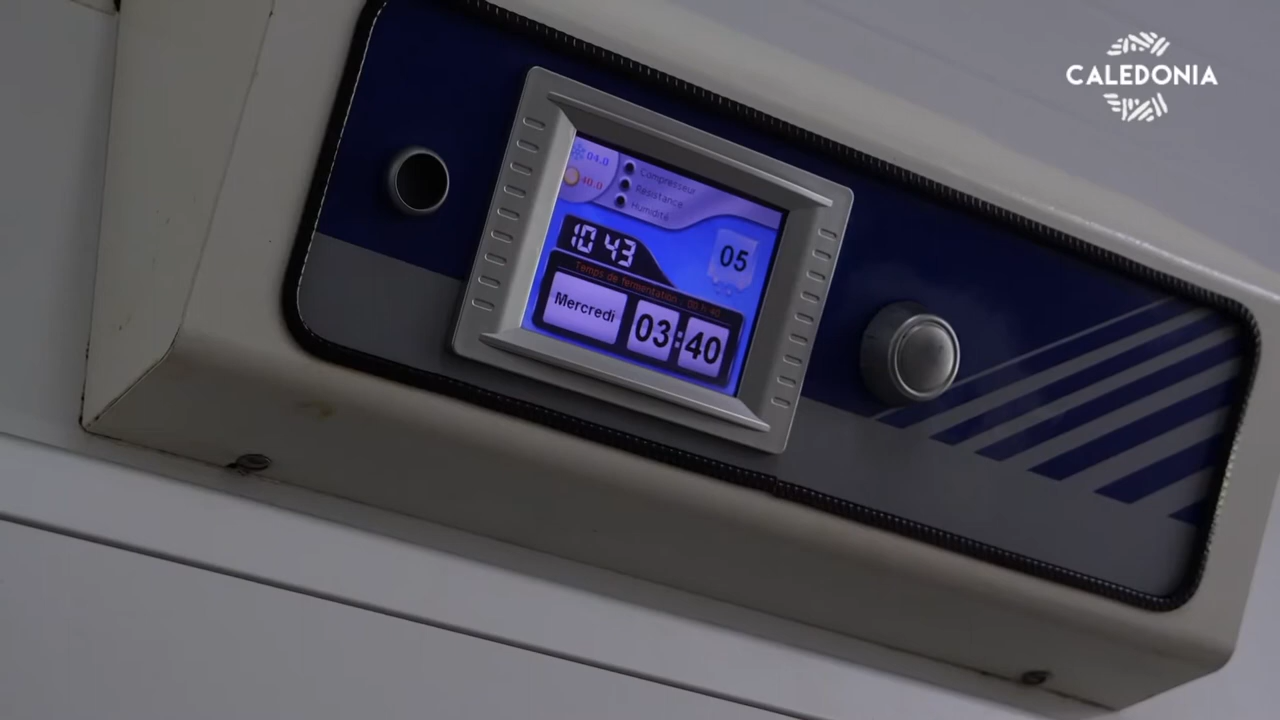 CALEDONIA
04.0
40.0
Compresseur
Résistance
Humidité
10 43
05
Temps de fermentation : 00 h 40
Mercredi
03:40